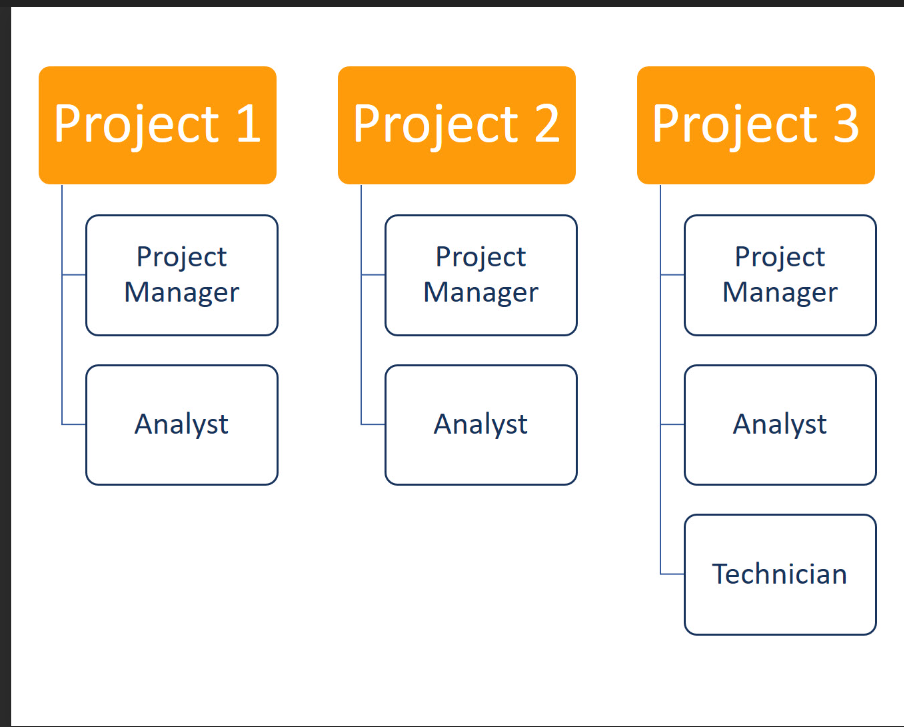 Project 1
Project
Manager
Analyst
Project 2
Project
Manager
Analyst
Project 3
Project
Manager
Analyst
Technician